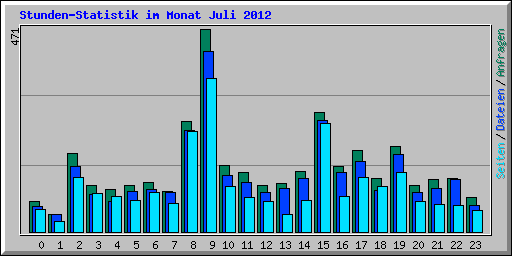 Stunden-Statistik im Monat Juli 2012
471
Seiten/Dateien/Anfragen
0 1 2 3 4 5 6 7 8 9 10 11 12 13 14 15 16 17 18 19 20 21 22 23